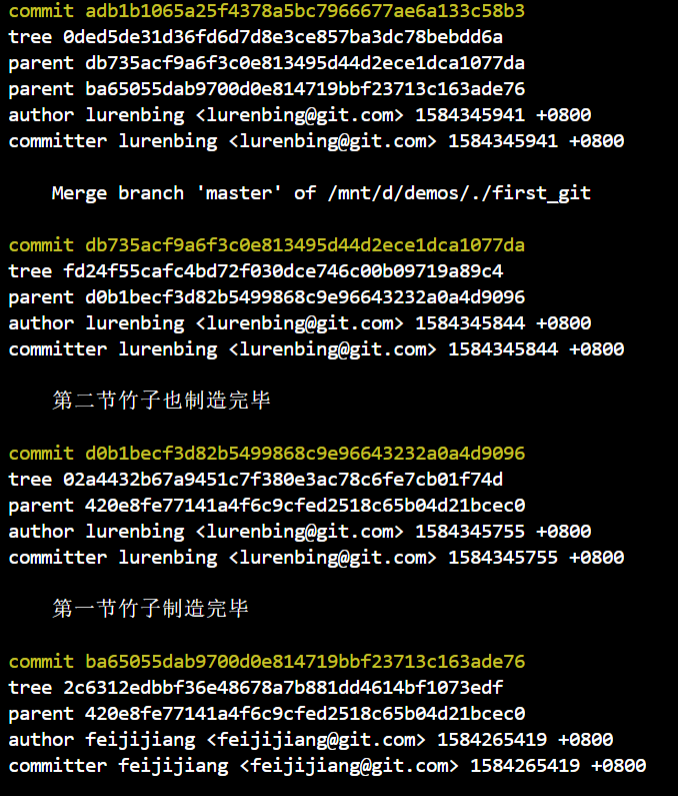 commit adb1b1065a25f4378a5bc7966677ae6a133c58b3
tree 0ded5de31d36fd6d7d8e3ce857ba3dc78bebdd6a
parent db735acf9a6f3c0e813495d44d2ece1dca1077da
parent ba65055dab9700d0e814719bbf23713c163ade76
author lurenbing <lurenbing@git.com> 1584345941 +0800
committer lurenbing <lurenbing@git.com> 1584345941 +0800
Merge branch 'master' of /mnt/d/demos/./first_git
commit db735acf9a6f3c0e813495d44d2ece1dca1077da
tree fd24f55cafc4bd72f030dce746c00b09719a89c4
parent d0b1becf3d82b5499868c9e96643232a0a4d9096
author lurenbing <lurenbing@git.com> 1584345844 +0800
committer lurenbing <lurenbing@git.com> 1584345844 +0800
第二节竹子也制造完毕
commit d0b1becf3d82b5499868c9e96643232a0a4d9096
tree 02a4432b67a9451c7f380e3ac78c6fe7cb01f74d
parent 420e8fe77141a4f6c9cfed2518c65b04d21bcec0
author lurenbing <lurenbing@git.com> 1584345755 +0800
committer lurenbing <lurenbing@git.com> 1584345755 +0800
第一节竹子制造完毕
commit ba65055dab9700d0e814719bbf23713c163ade76
tree 2c6312edbbf36e48678a7b881dd4614bf1073edf
parent 420e8fe77141a4f6c9cfed2518c65b04d21bcec0
author feijijiang <feijijiang@git.com> 1584265419 +0800
committer feijijiang <feijijiang@git.com> 1584265419 +0800